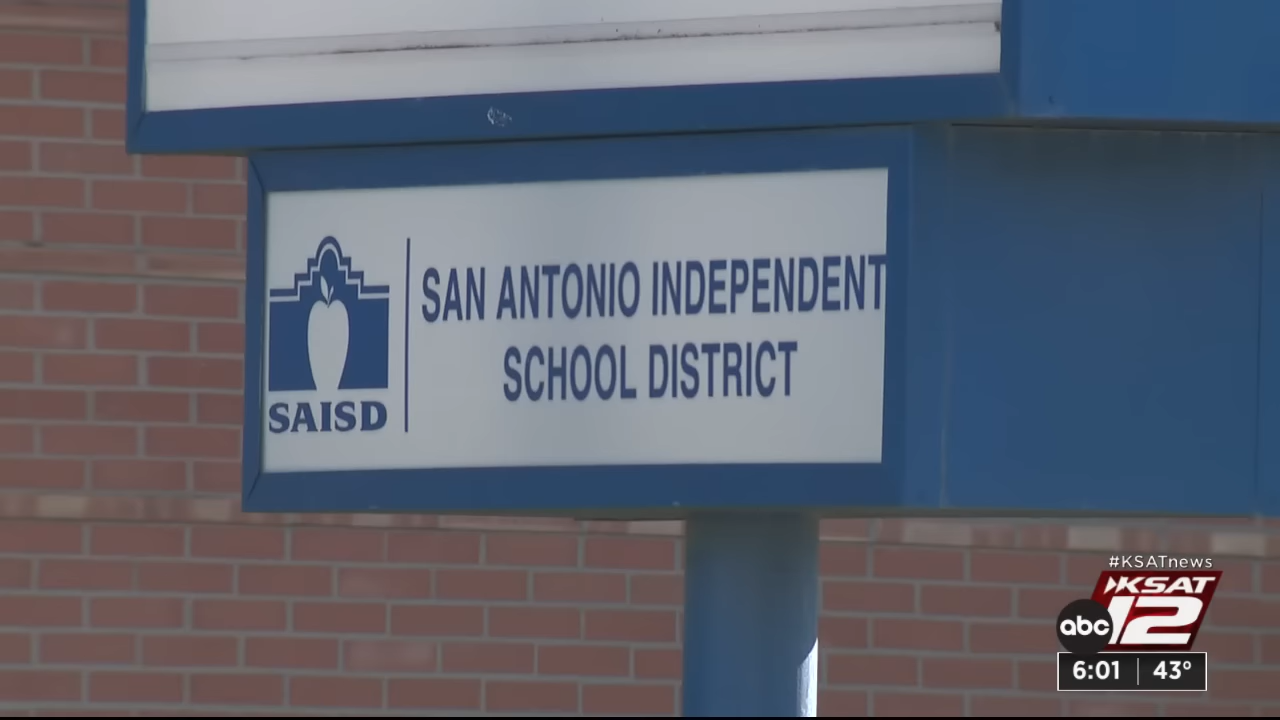 SAN ANTONIO INDEPENDENT
SCHOOL DISTRICT
SAISD
#KSATnews
KSAT
abc 12
6:01 43°